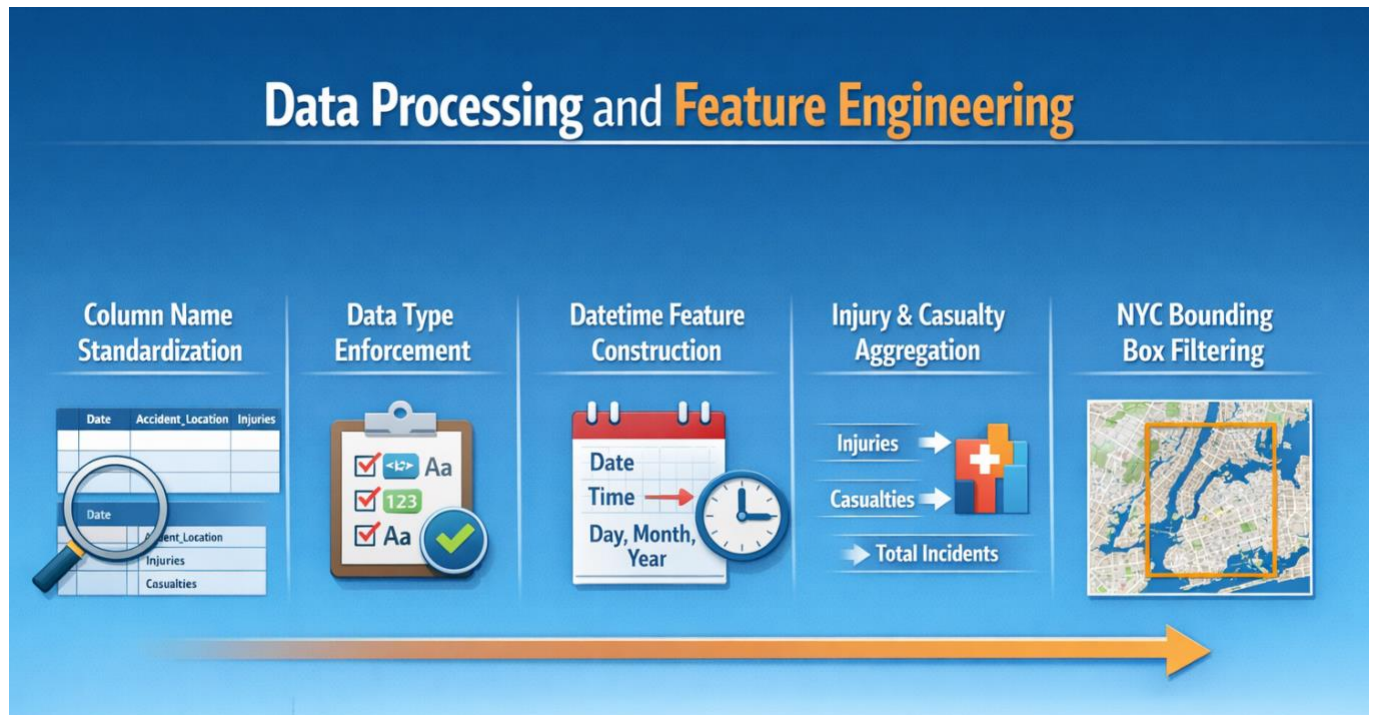 Data Processing and Feature Engineering
Column Name
Standardization
Date Accident_Location Injuries
Date
Injuries
Casualties
Data Type
Enforcement
Aa
123
Aa
Datetime Feature
Construction
Date
Time
Day, Month,
Year
Injury & Casualty
Aggregation
Injuries
Casualties
Total Incidents
NYC Bounding
Box Filtering